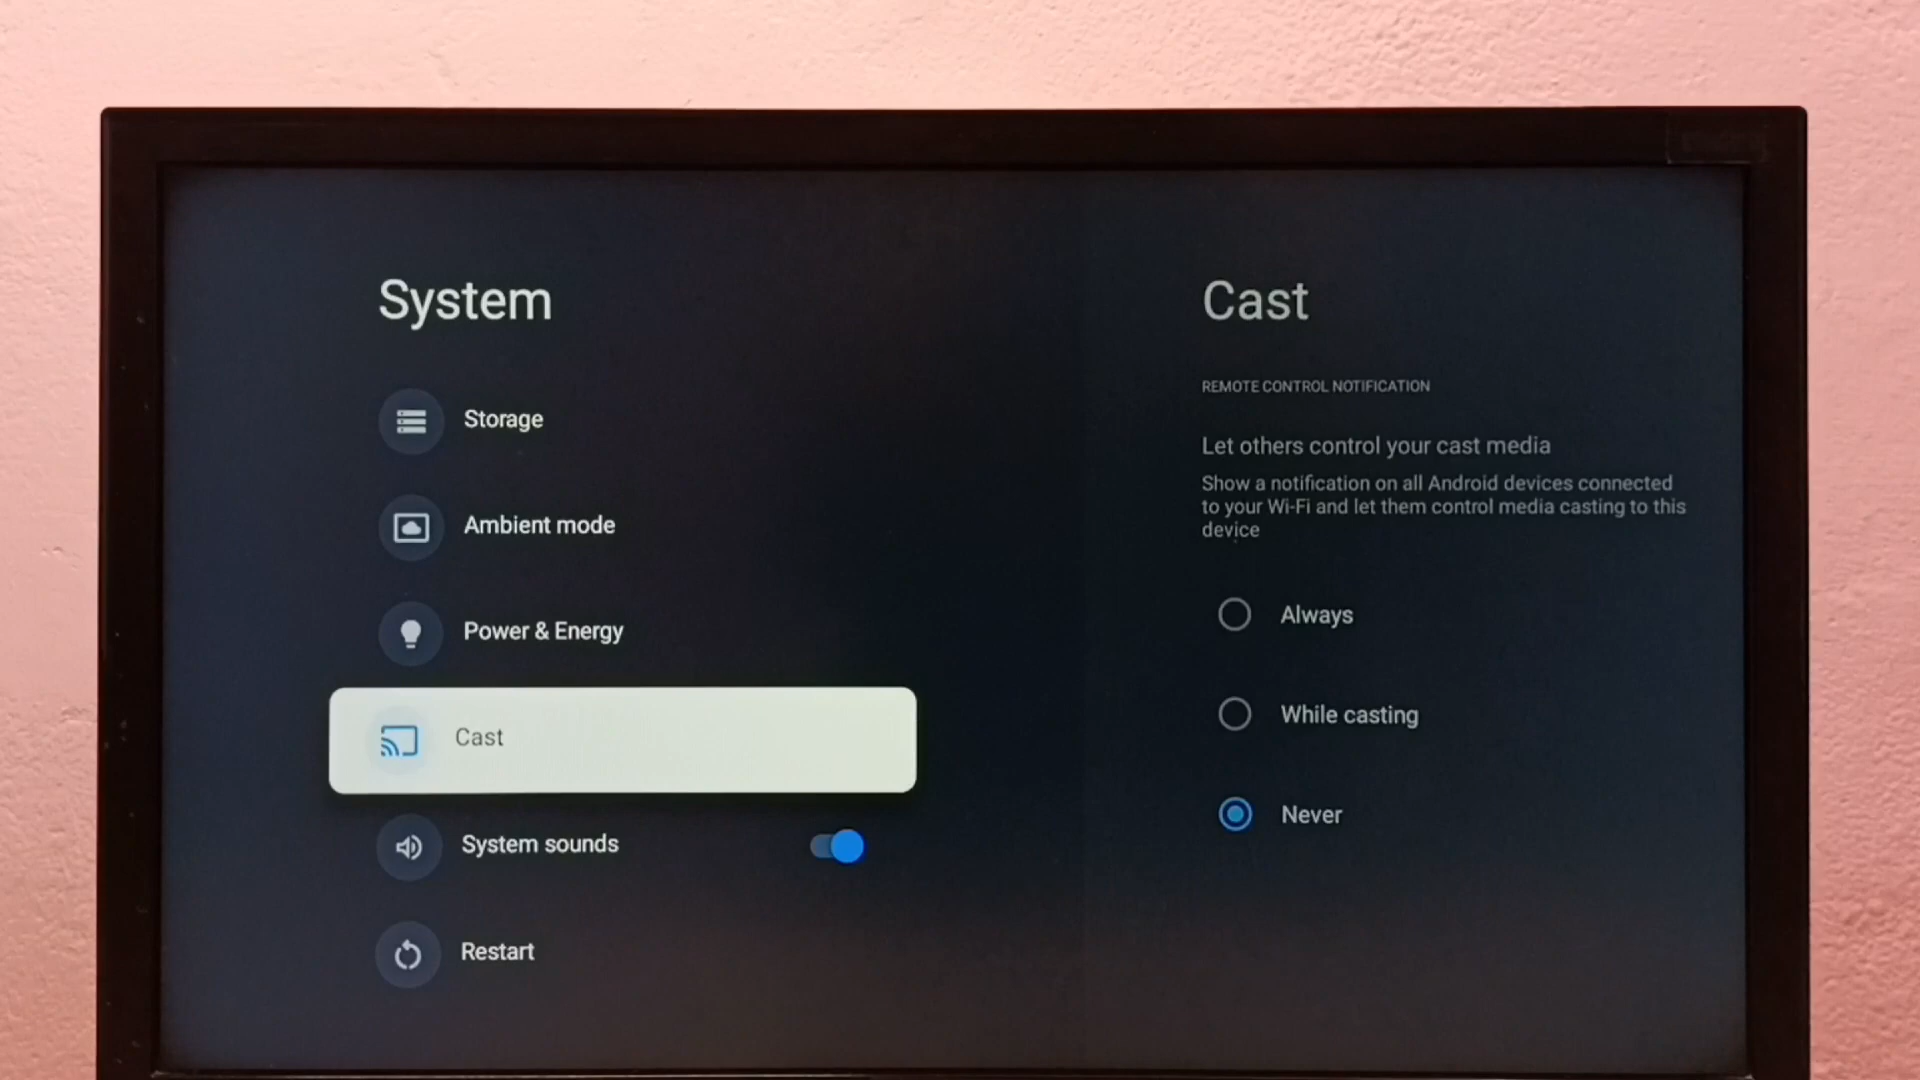 System
Storage
Ambient mode
Power & Energy
Cast
System sounds
Restart
Cast
REMOTE CONTROL NOTIFICATION
Let others control your cast media
Show a notification on all Android devices connected
to your Wi-Fi and let them control media casting to this
device
Always
While casting
Never